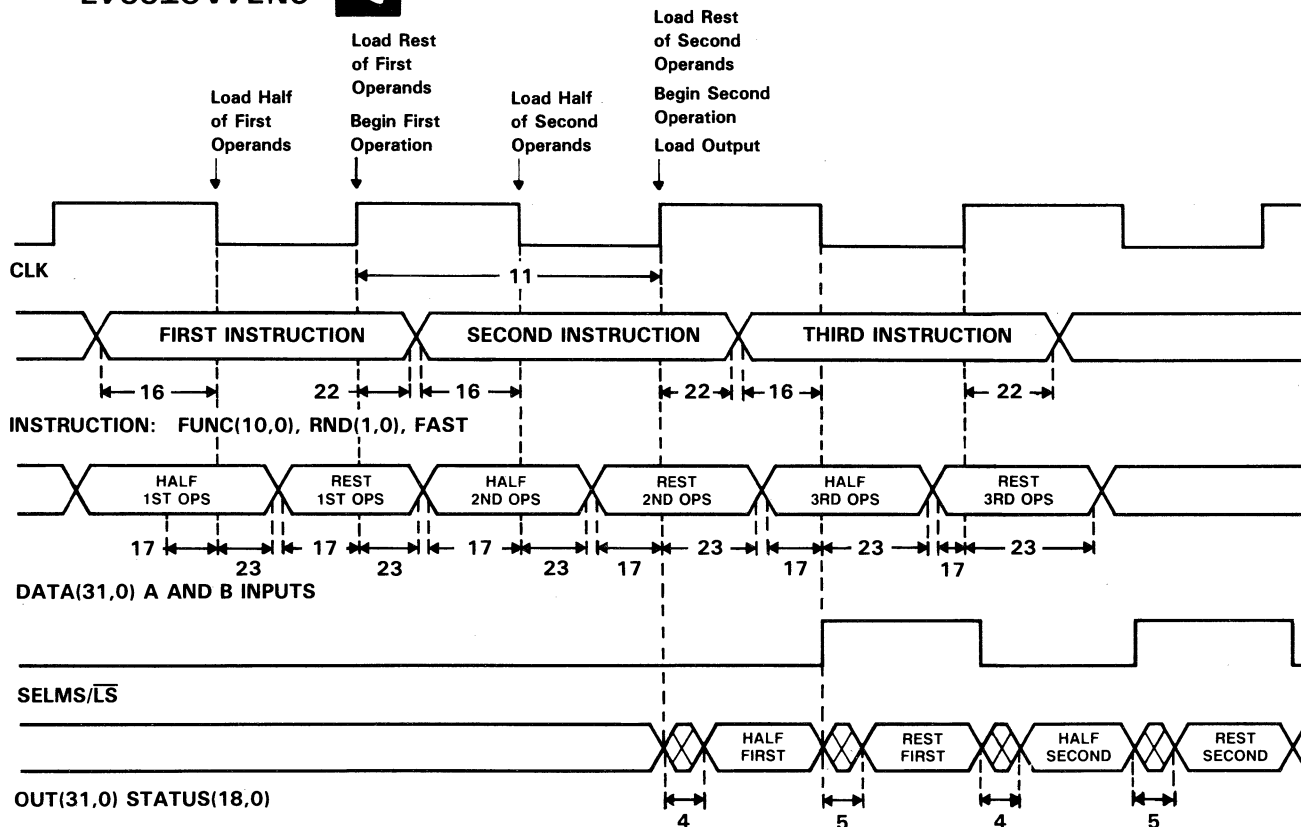 Load Half
of First
Operands
Load Rest
of First
Operands
Begin First
Operation
Load Half
of Second
Operands
Load Rest
of Second
Operands
Begin Second
Operation
Load Output
CLK
11
FIRST INSTRUCTION
SECOND INSTRUCTION
THIRD INSTRUCTION
16
22
16
22
16
22
INSTRUCTION: FUNC(10,0), RND(1,0), FAST
HALF
1ST OPS
REST
1ST OPS
HALF
2ND OPS
REST
2ND OPS
HALF
3RD OPS
REST
3RD OPS
17
23
17
23
17
23
17
23
17
23
17
23
DATA(31,0) A AND B INPUTS
SELMS/LS
HALF
FIRST
REST
FIRST
HALF
SECOND
REST
SECOND
OUT(31,0) STATUS(18,0)
4
5
4
5